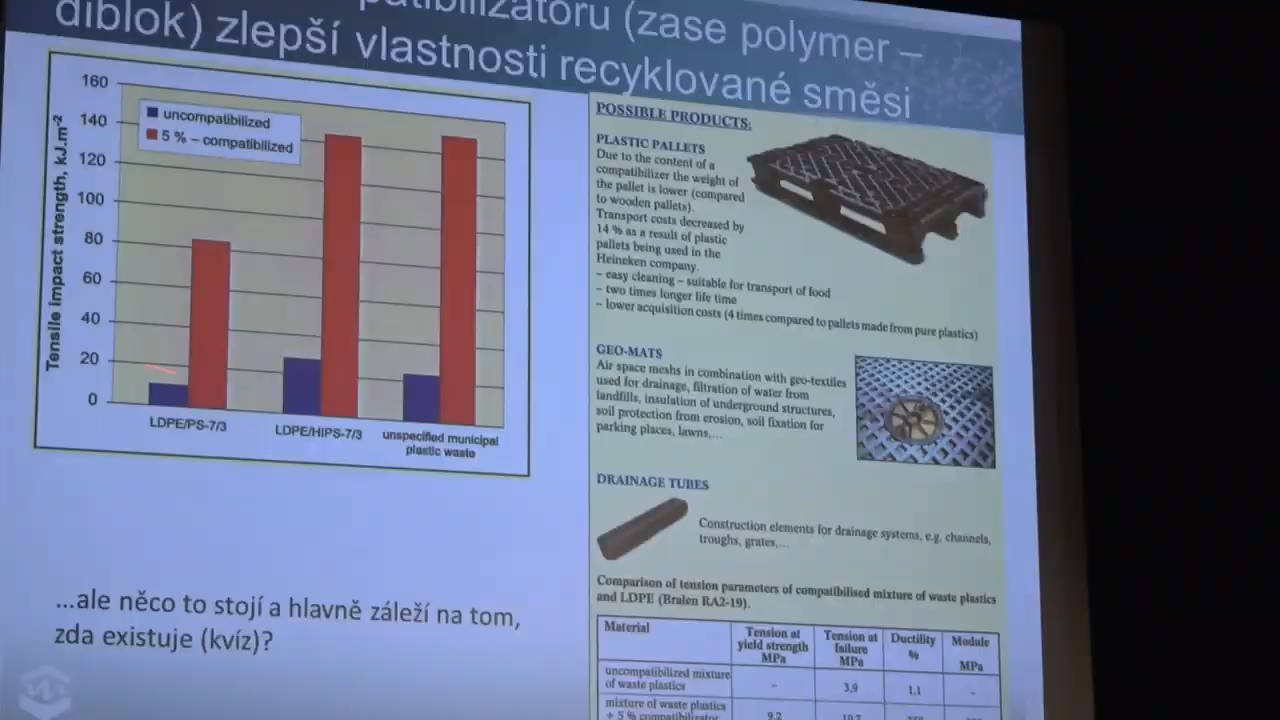 (zase polymer –
diblok) zlepší vlastnosti recyklované směsi
160
140
120
100
80
60
40
20
0
Tensile impact strength, kJ.m-2
uncompatibilized
5 % – compatibilized
LDPE/PS-7/3
LDPE/HIPS-7/3
unspecified municipal
plastic waste
...ale něco to stojí a hlavně záleží na tom,
zda existuje (kvíz)?
POSSIBLE PRODUCTS:
PLASTIC PALLETS
Due to the content of a
compatibilizer the weight of
the pallet is lower (compared
to wooden pallets).
Transport costs decreased by
14 % as a result of plastic
pallets being used in the
Heineken company.
– easy cleaning – suitable for transport of food
– two times longer life time
– lower acquisition costs (4 times compared to pallets made from pure plastics)
GEO-MATS
Air space meshs in combination with geo-textiles
used for drainage, filtration of water from
landfills, insulation of underground structures,
soil protection from erosion, soil fixation for
parking places, lawns,...
DRAINAGE TUBES
Construction elements for drainage systems, e.g. channels,
troughs, grates,...
Comparison of tension parameters of compatibilised mixture of waste plastics
and LDPE (Bralen RA2-19).
Material
Tension at
yield strength
MPa
Tension at
failure
MPa
Ductility
%
Module
MPa
uncompatibilized mixture
of waste plastics
–
3,9
1,1
–
mixture of waste plastics
+ 5 % compatibilizator
9,2
10,7